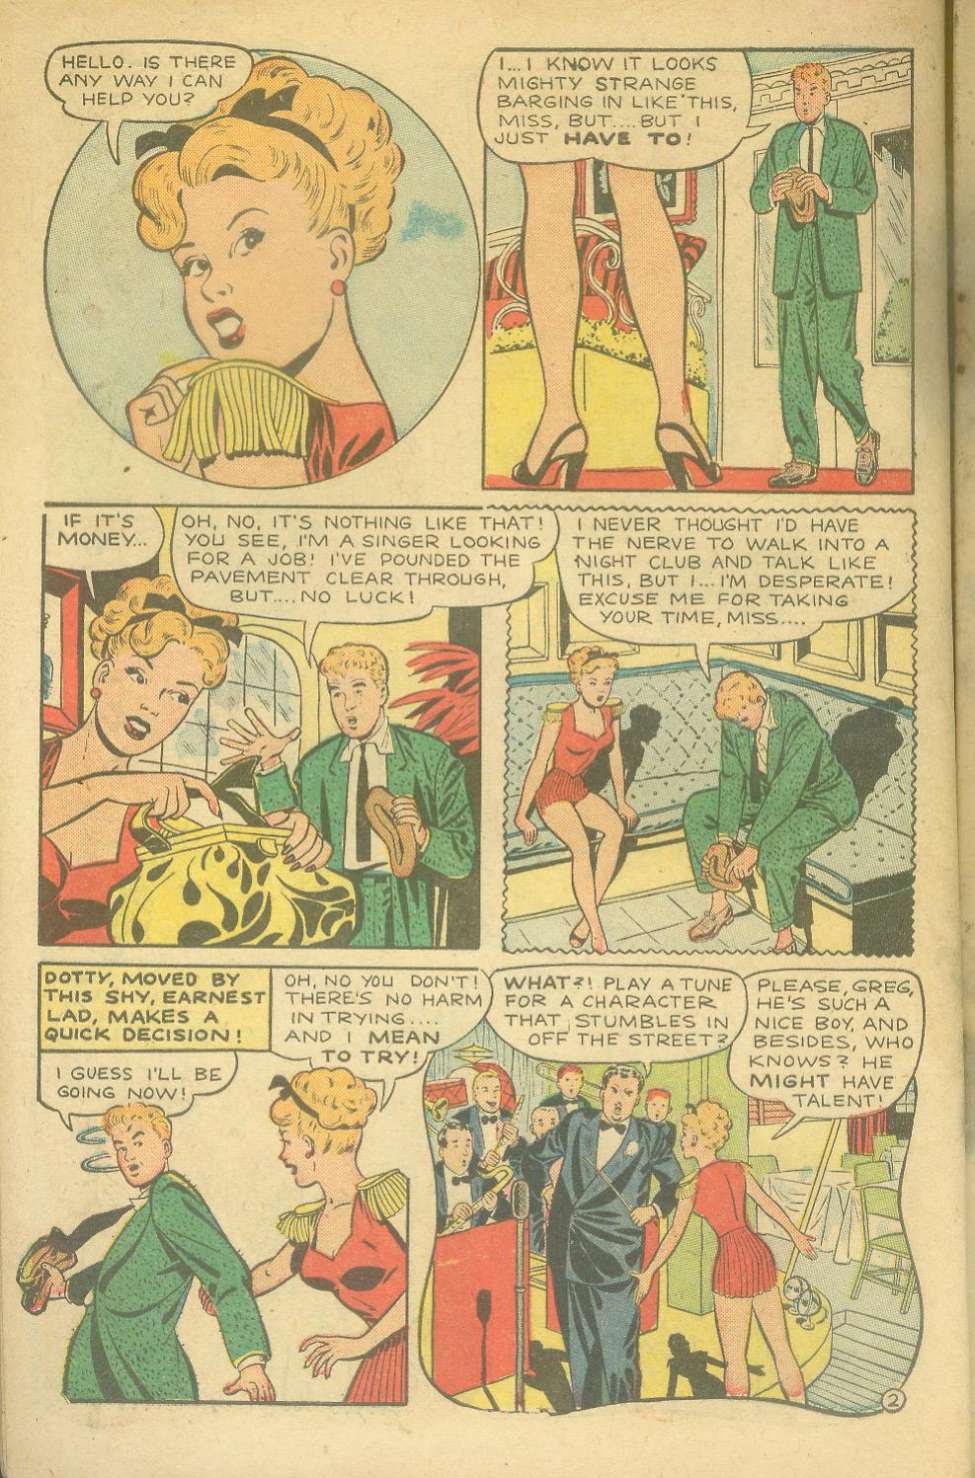 HELLO. IS THERE
ANY WAY I CAN
HELP YOU?
I... I KNOW IT LOOKS
MIGHTY STRANGE
BARGING IN LIKE THIS,
MISS, BUT.... BUT I
JUST HAVE TO!
IF IT'S
MONEY...
OH, NO, IT'S NOTHING LIKE THAT!
YOU SEE, I'M A SINGER LOOKING
FOR A JOB! I'VE POUNDED THE
PAVEMENT CLEAR THROUGH,
BUT.... NO LUCK!
I NEVER THOUGHT I'D HAVE
THE NERVE TO WALK INTO A
NIGHT CLUB AND TALK LIKE
THIS, BUT I... I'M DESPERATE!
EXCUSE ME FOR TAKING
YOUR TIME, MISS....
DOTTY, MOVED BY
THIS SHY, EARNEST
LAD, MAKES A
QUICK DECISION!
I GUESS I'LL BE
GOING NOW!
OH, NO YOU DON'T!
THERE'S NO HARM
IN TRYING....
AND I MEAN
TO TRY!
WHAT?! PLAY A TUNE
FOR A CHARACTER
THAT STUMBLES IN
OFF THE STREET?
PLEASE, GREG,
HE'S SUCH A
NICE BOY, AND
BESIDES, WHO
KNOWS? HE
MIGHT HAVE
TALENT!
2